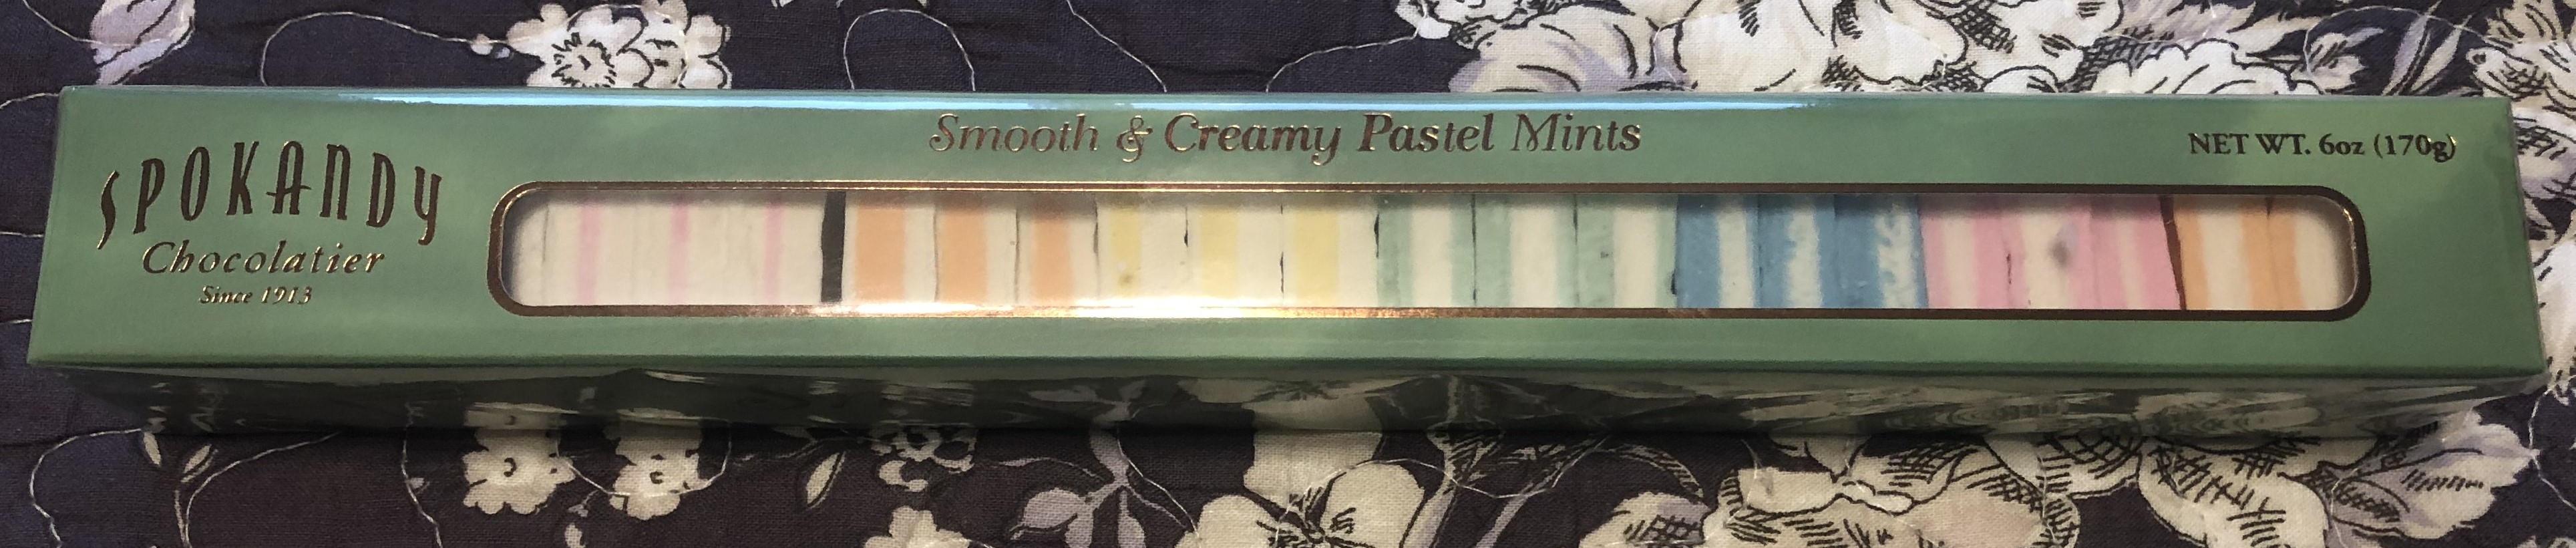 SPOKANDY
Chocolatier
Since 1913
Smooth & Creamy Pastel Mints
NET WT. 6oz (170g)